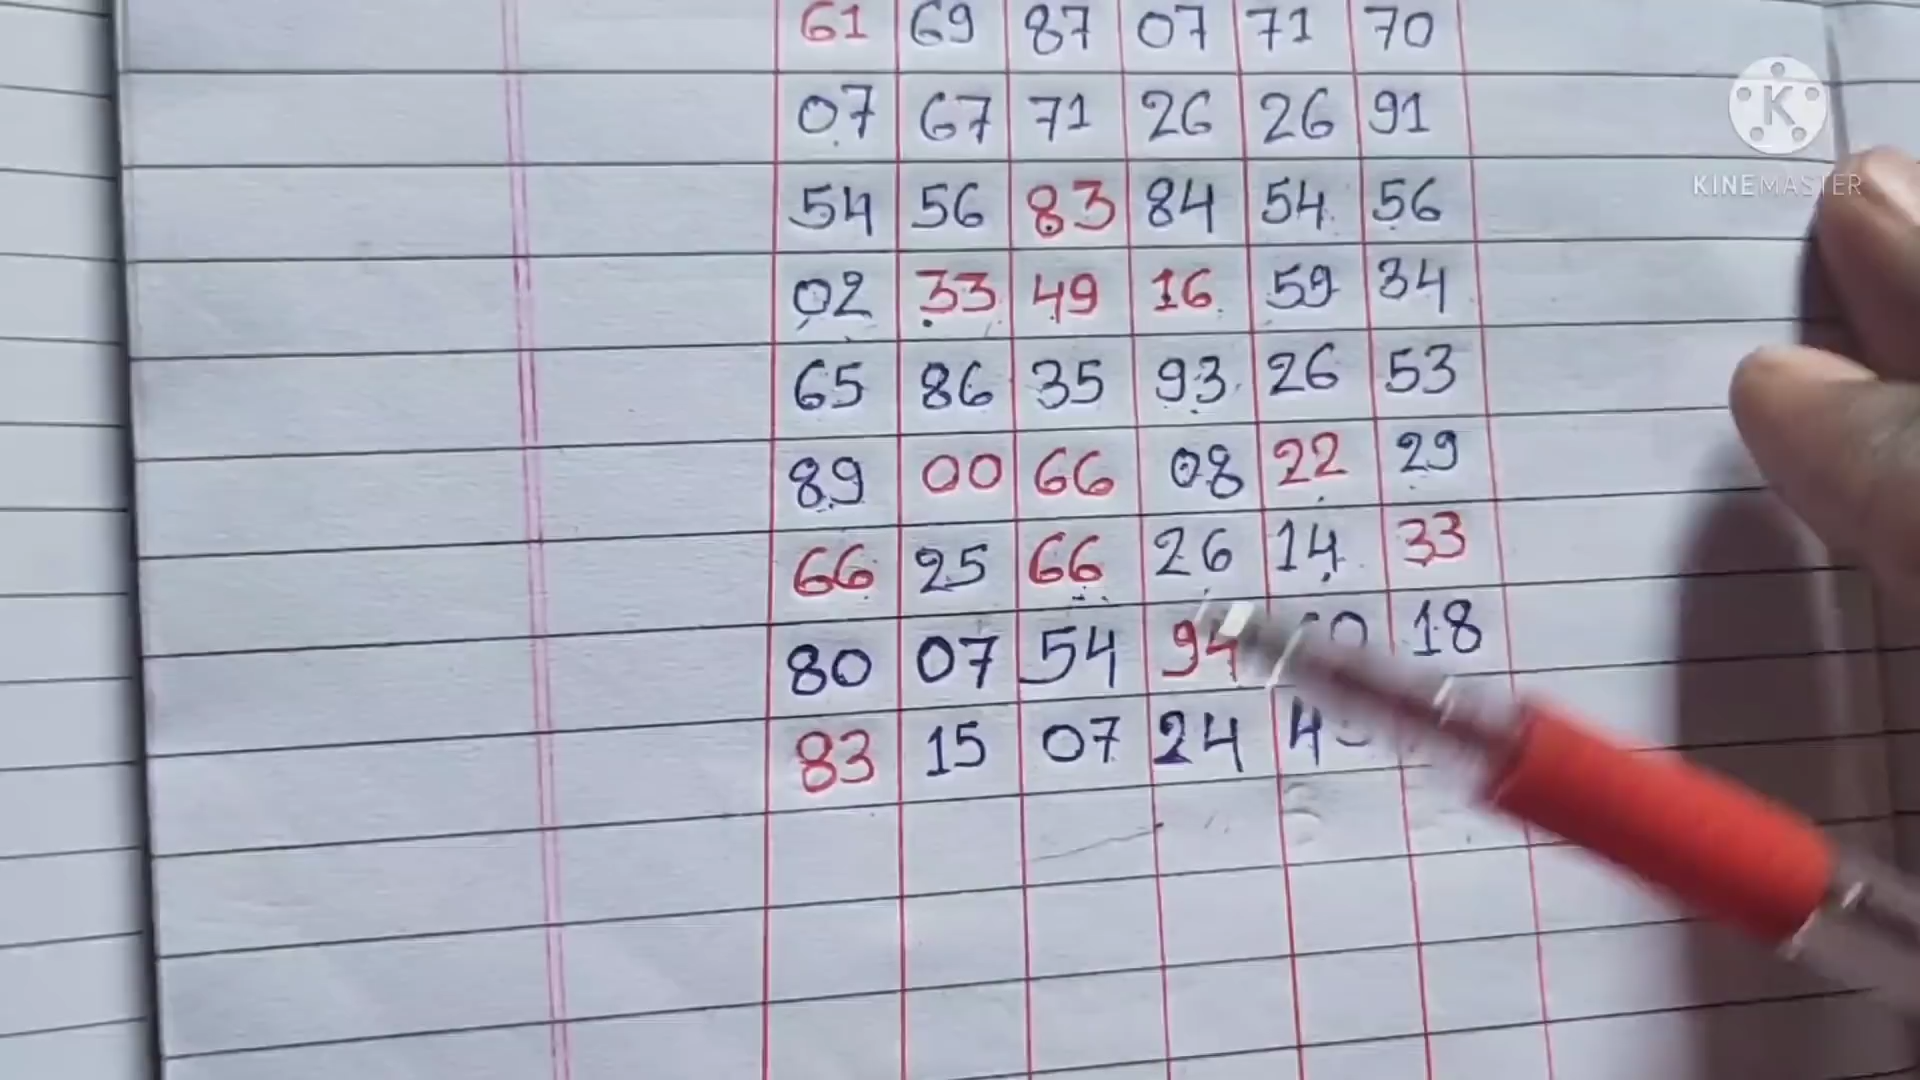 61 69 87 07 71 70
07 67 71 26 26 91
54 56 83 84 54 56
02 33 49 16 59 34
65 86 35 93 26 53
89 00 66 08 22 29
66 25 66 26 14 33
80 07 54 94 18
83 15 07 24
K
KINEMASTER